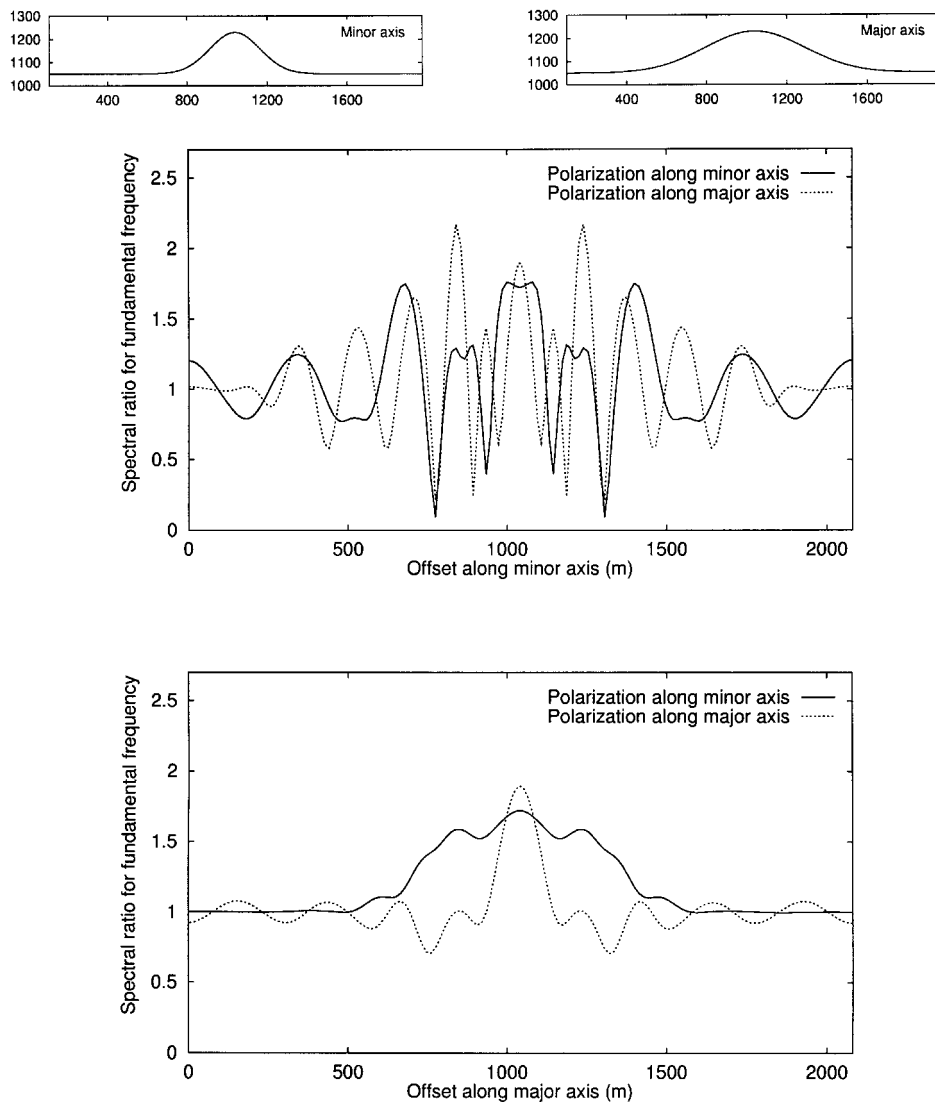 1300
1200
1100
1000
Minor axis
400 800 1200 1600
1300
1200
1100
1000
Major axis
400 800 1200 1600
Spectral ratio for fundamental frequency
2.5
2
1.5
1
0.5
0
Polarization along minor axis
Polarization along major axis
0 500 1000 1500 2000
Offset along minor axis (m)
Spectral ratio for fundamental frequency
2.5
2
1.5
1
0.5
0
Polarization along minor axis
Polarization along major axis
0 500 1000 1500 2000
Offset along major axis (m)